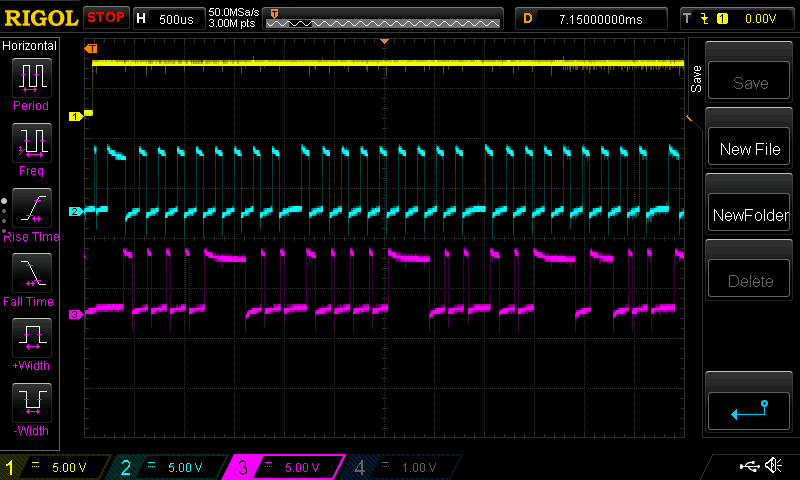 RIGOL STOP H 500us 50.0MSa/s
3.00M pts
T
D 7.15000000ms T 1 0.00V
Horizontal
Period
Freq
Rise Time
Fall Time
+Width
-Width
T
1
2
3
Save
Save
New File
NewFolder
Delete
1 5.00 V 2 5.00 V 3 5.00 V 4 1.00 V